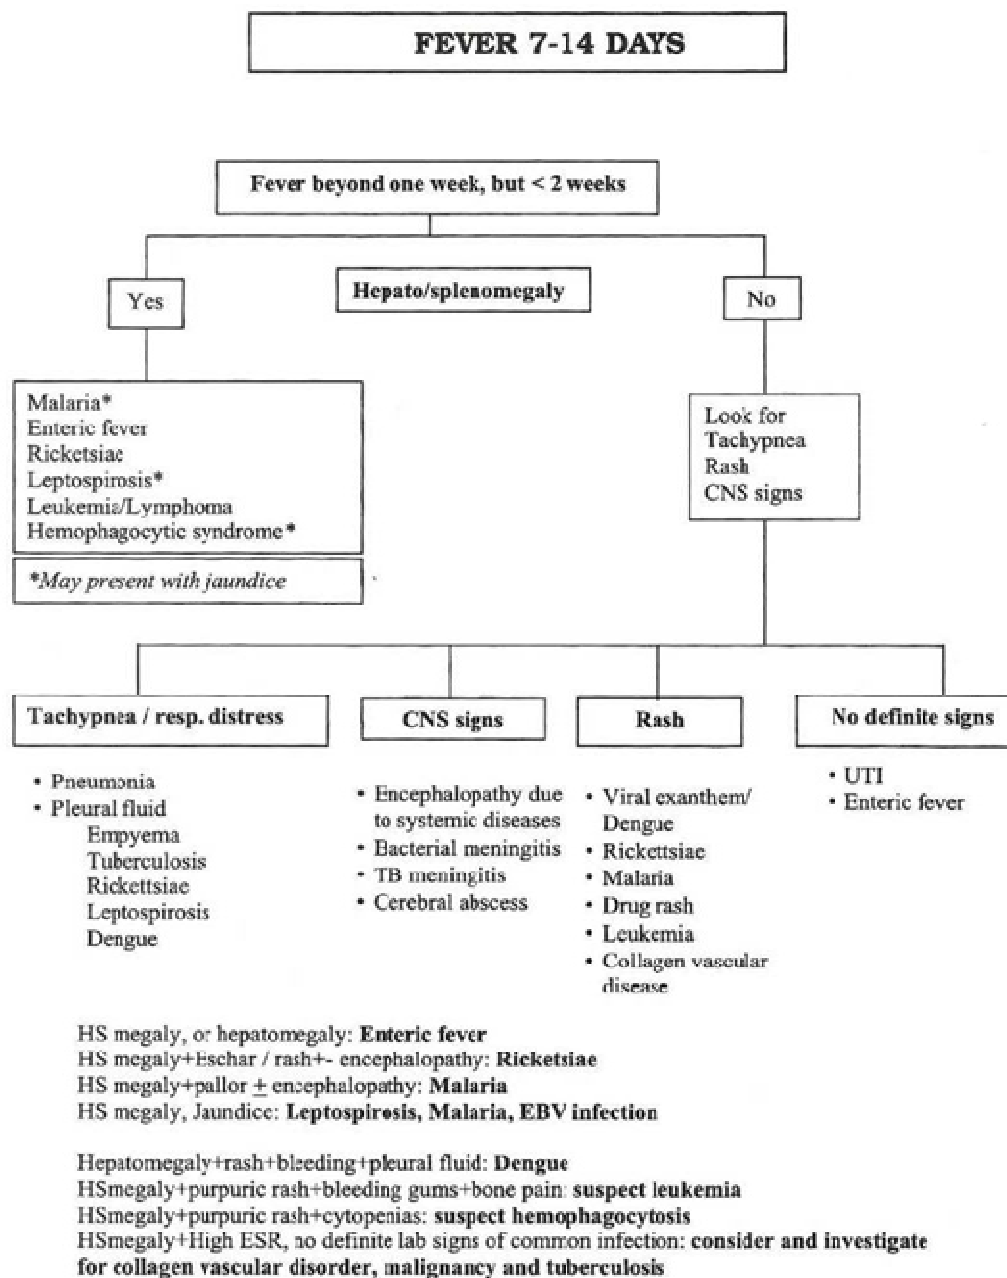 FEVER 7-14 DAYS
Fever beyond one week, but < 2 weeks
Hepato/splenomegaly
Yes
No
Malaria*
Enteric fever
Ricketsiae
Leptospirosis*
Leukemia/Lymphoma
Hemophagocytic syndrome*
*May present with jaundice
Look for
Tachypnea
Rash
CNS signs
Tachypnea / resp. distress
• Pneumonia
• Pleural fluid
Empyema
Tuberculosis
Rickettsiae
Leptospirosis
Dengue
CNS signs
• Encephalopathy due
to systemic diseases
• Bacterial meningitis
• TB meningitis
• Cerebral abscess
Rash
• Viral exanthem/
Dengue
• Rickettsiae
• Malaria
• Drug rash
• Leukemia
• Collagen vascular
disease
No definite signs
• UTI
• Enteric fever
HS megaly, or hepatomegaly: Enteric fever
HS megaly+Eschar / rash+- encephalopathy: Ricketsiae
HS megaly+pallor ± encephalopathy: Malaria
HS megaly, Jaundice: Leptospirosis, Malaria, EBV infection
Hepatomegaly+rash+bleeding+pleural fluid: Dengue
HSmegaly+purpuric rash+bleeding gums+bone pain: suspect leukemia
HSmegaly+purpuric rash+cytopenias: suspect hemophagocytosis
HSmegaly+High ESR, no definite lab signs of common infection: consider and investigate
for collagen vascular disorder, malignancy and tuberculosis